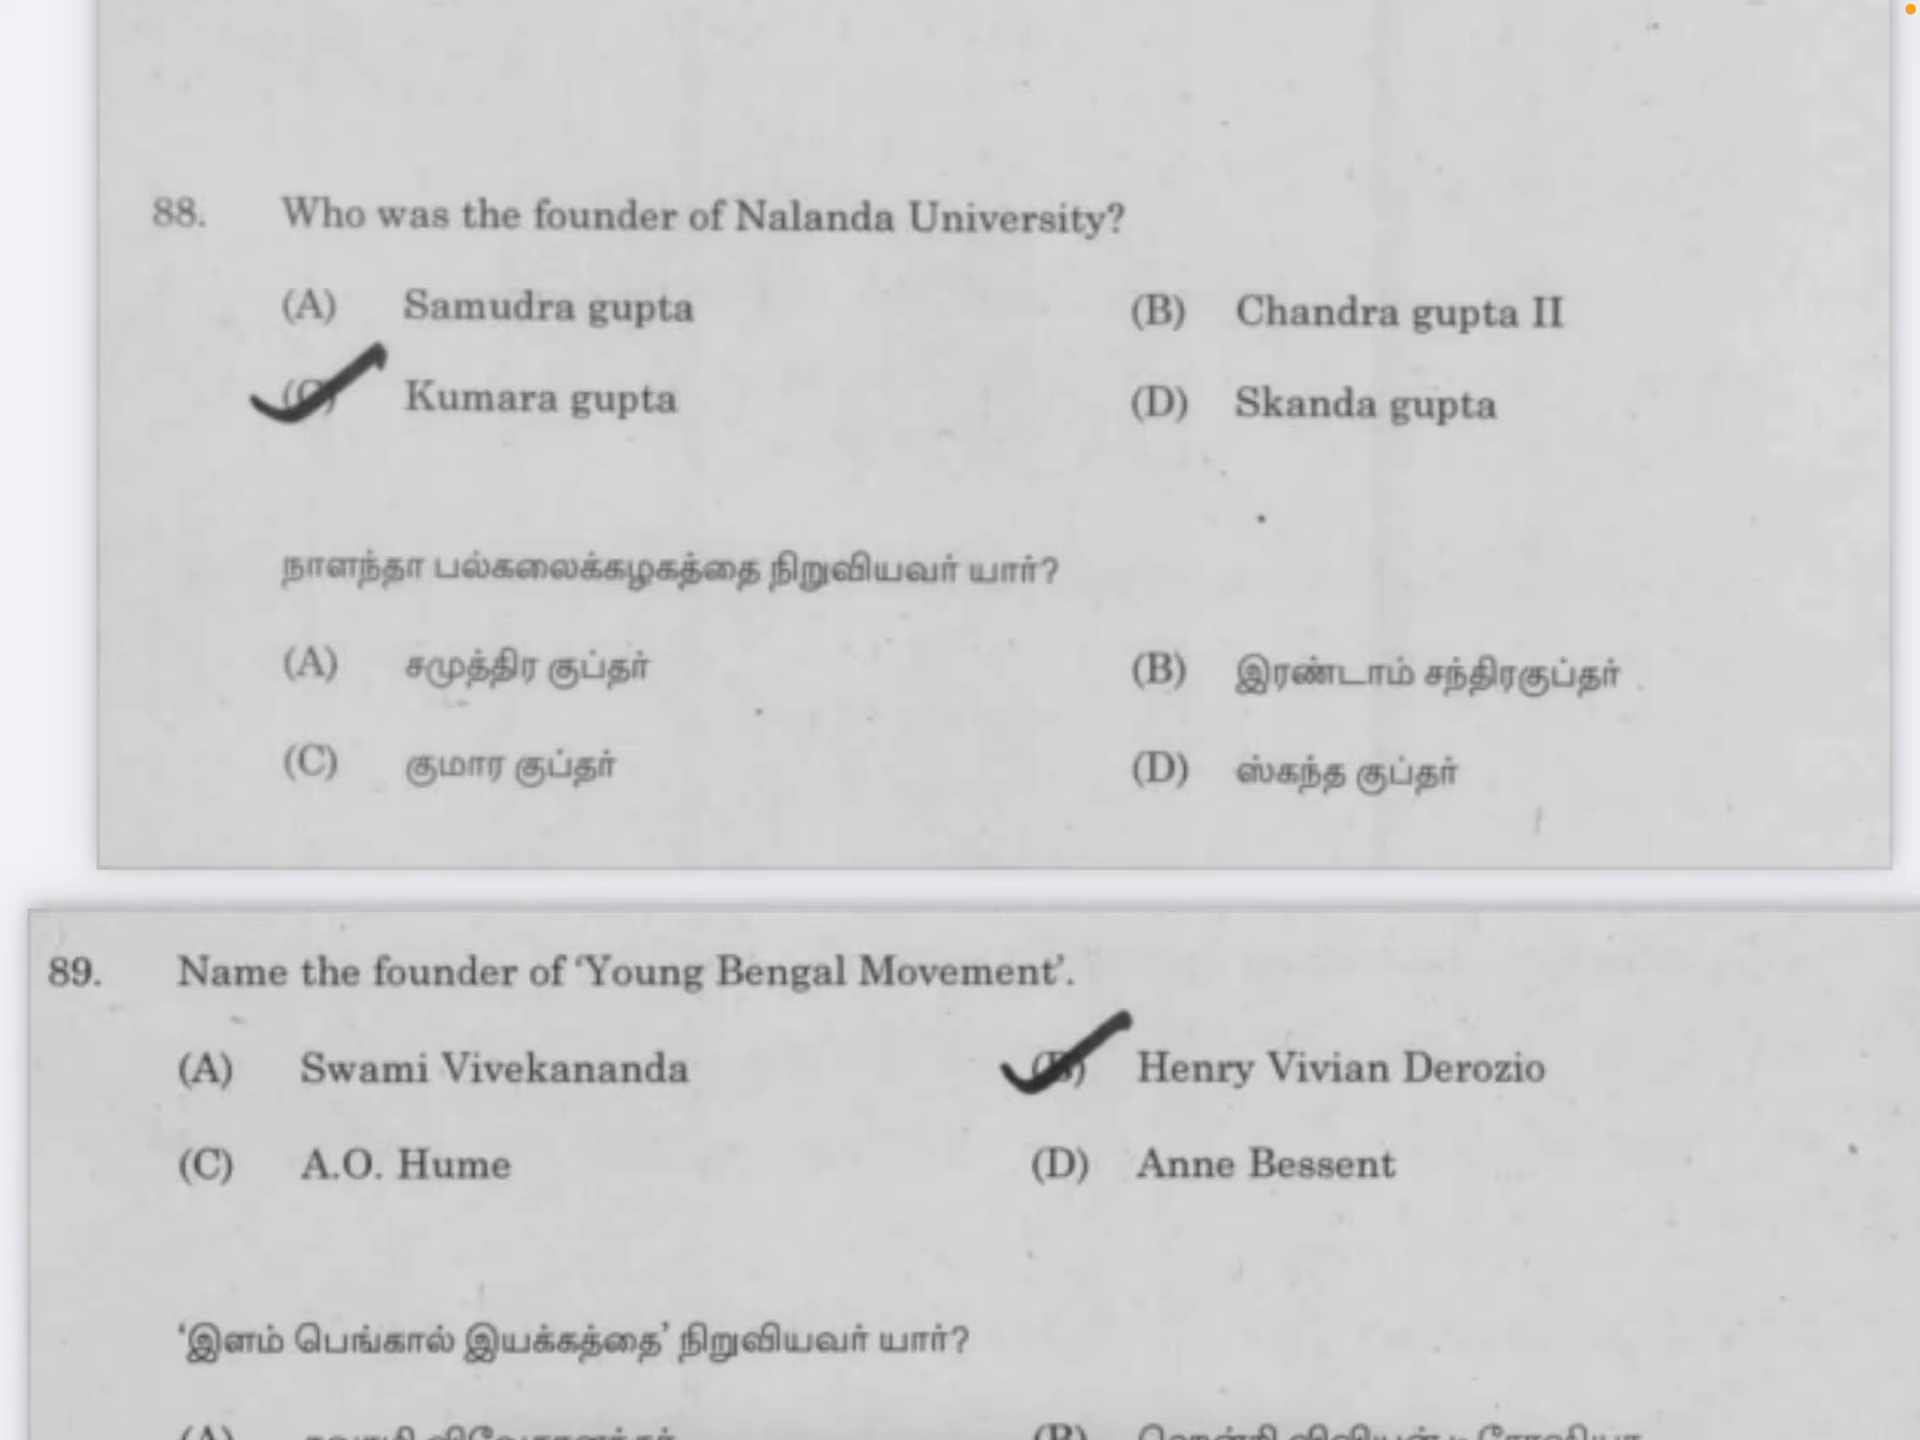 88. Who was the founder of Nalanda University?
(A) Samudra gupta (B) Chandra gupta II
(C) Kumara gupta (D) Skanda gupta
நாளந்தா பல்கலைக்கழகத்தை நிறுவியவர் யார்?
(A) சமுத்திர குப்தர் (B) இரண்டாம் சந்திரகுப்தர்
(C) குமார குப்தர் (D) ஸ்கந்த குப்தர்
89. Name the founder of ‘Young Bengal Movement’.
(A) Swami Vivekananda (B) Henry Vivian Derozio
(C) A.O. Hume (D) Anne Bessent
‘இளம் பெங்கால் இயக்கத்தை’ நிறுவியவர் யார்?
(A) (B)